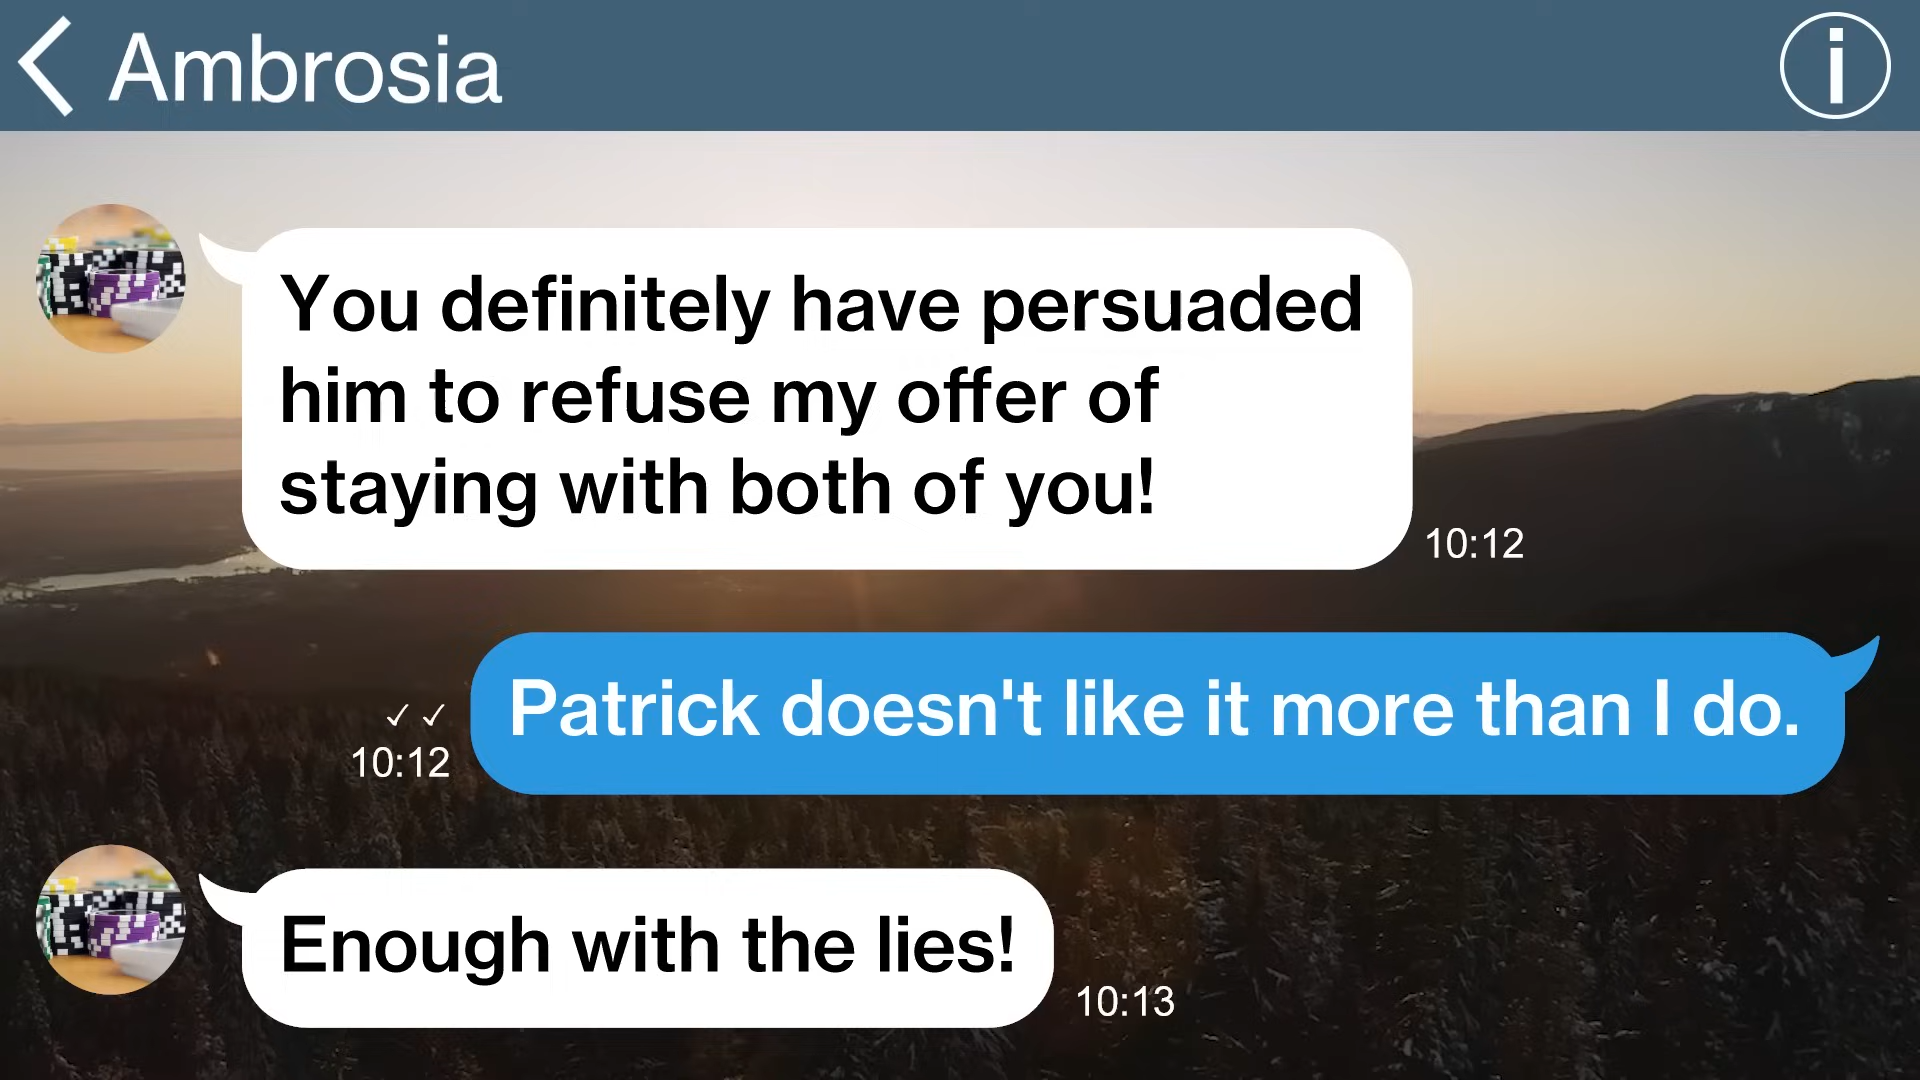 Ambrosia
You definitely have persuaded
him to refuse my offer of
staying with both of you!
10:12
Patrick doesn't like it more than I do.
10:12
Enough with the lies!
10:13